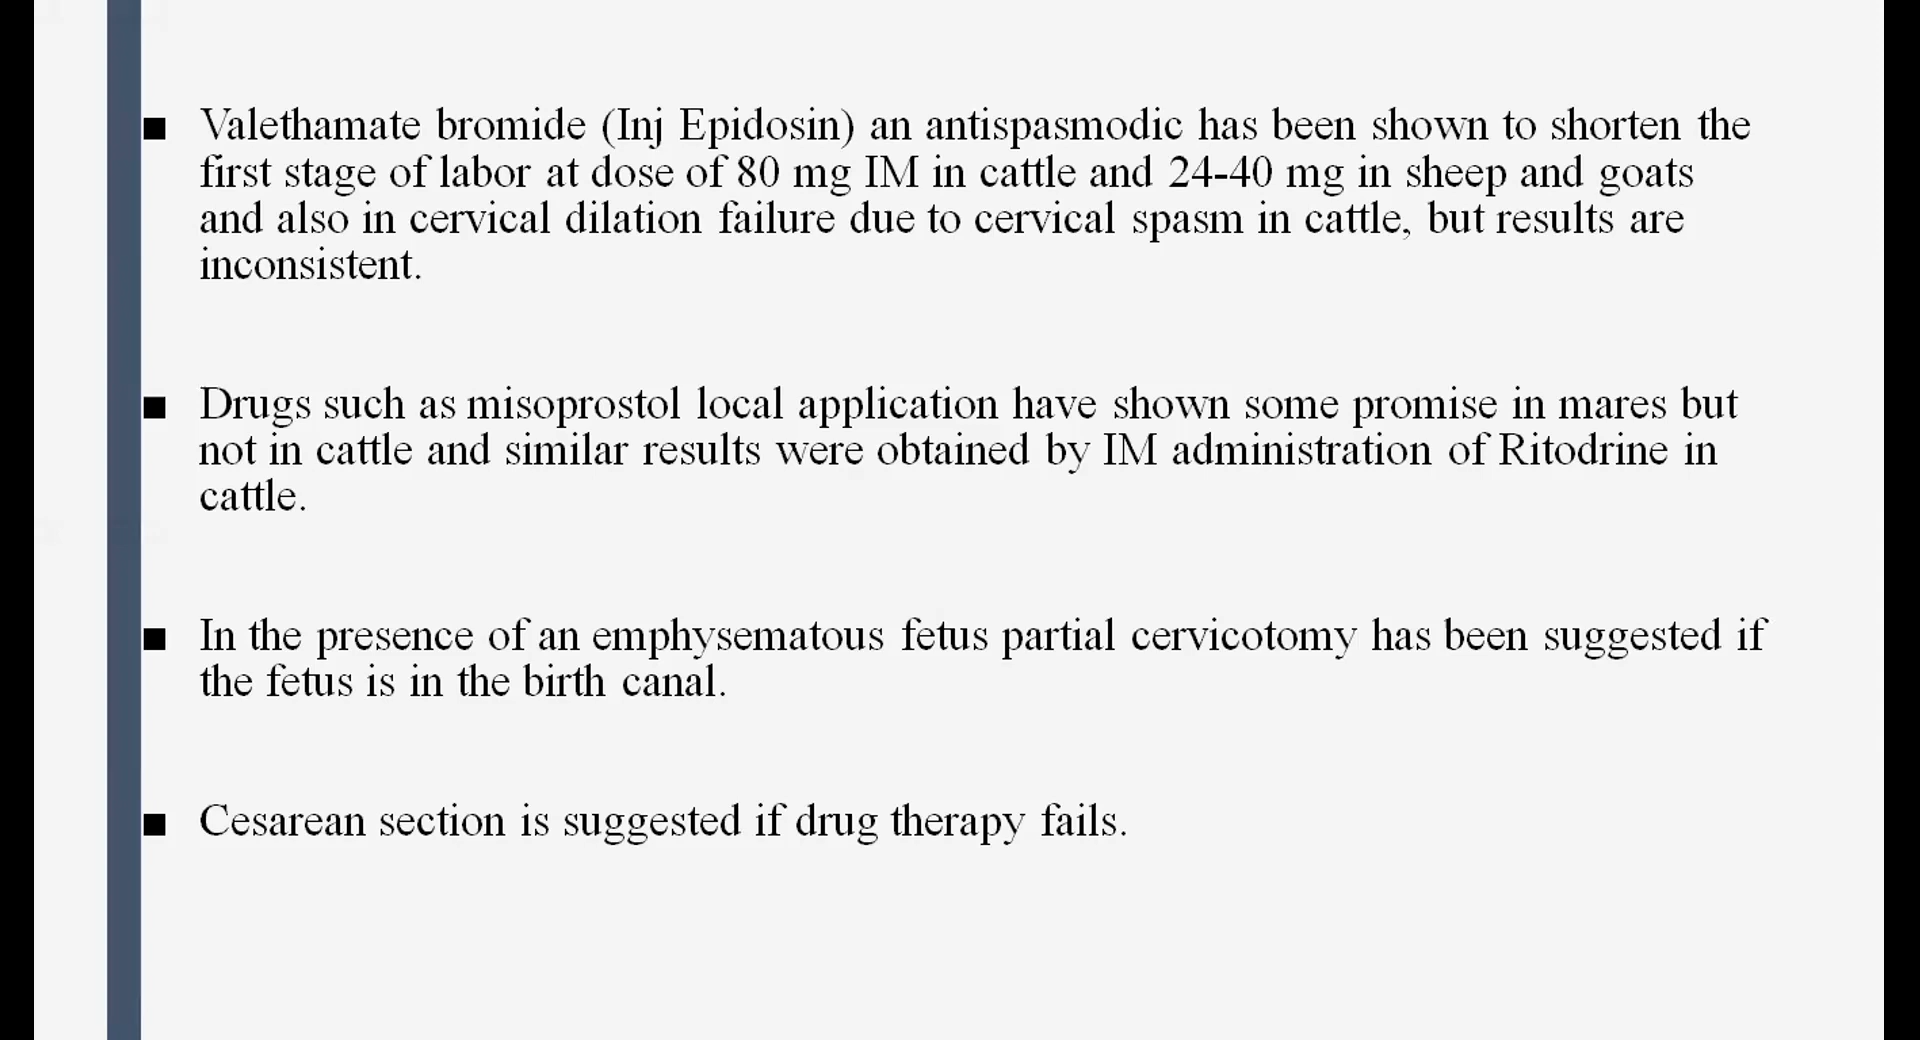 ■ Valethamate bromide (Inj Epidosin) an antispasmodic has been shown to shorten the
first stage of labor at dose of 80 mg IM in cattle and 24-40 mg in sheep and goats
and also in cervical dilation failure due to cervical spasm in cattle, but results are
inconsistent.
■ Drugs such as misoprostol local application have shown some promise in mares but
not in cattle and similar results were obtained by IM administration of Ritodrine in
cattle.
■ In the presence of an emphysematous fetus partial cervicotomy has been suggested if
the fetus is in the birth canal.
■ Cesarean section is suggested if drug therapy fails.